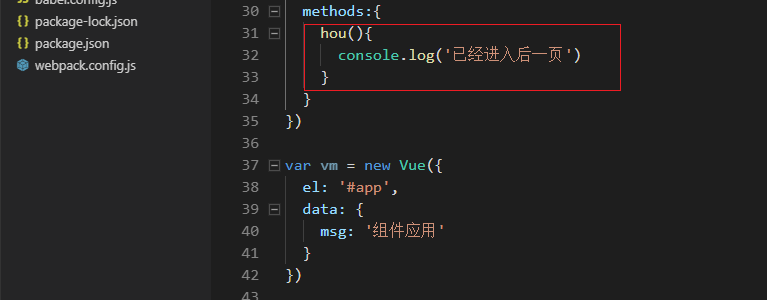 babel.config.js
package-lock.json
package.json
webpack.config.js
30 methods:{
31 hou(){
32 console.log('已经进入后一页')
33 }
34 }
35 })
36
37 var vm = new Vue({
38 el: '#app',
39 data: {
40 msg: '组件应用'
41 }
42 })
43